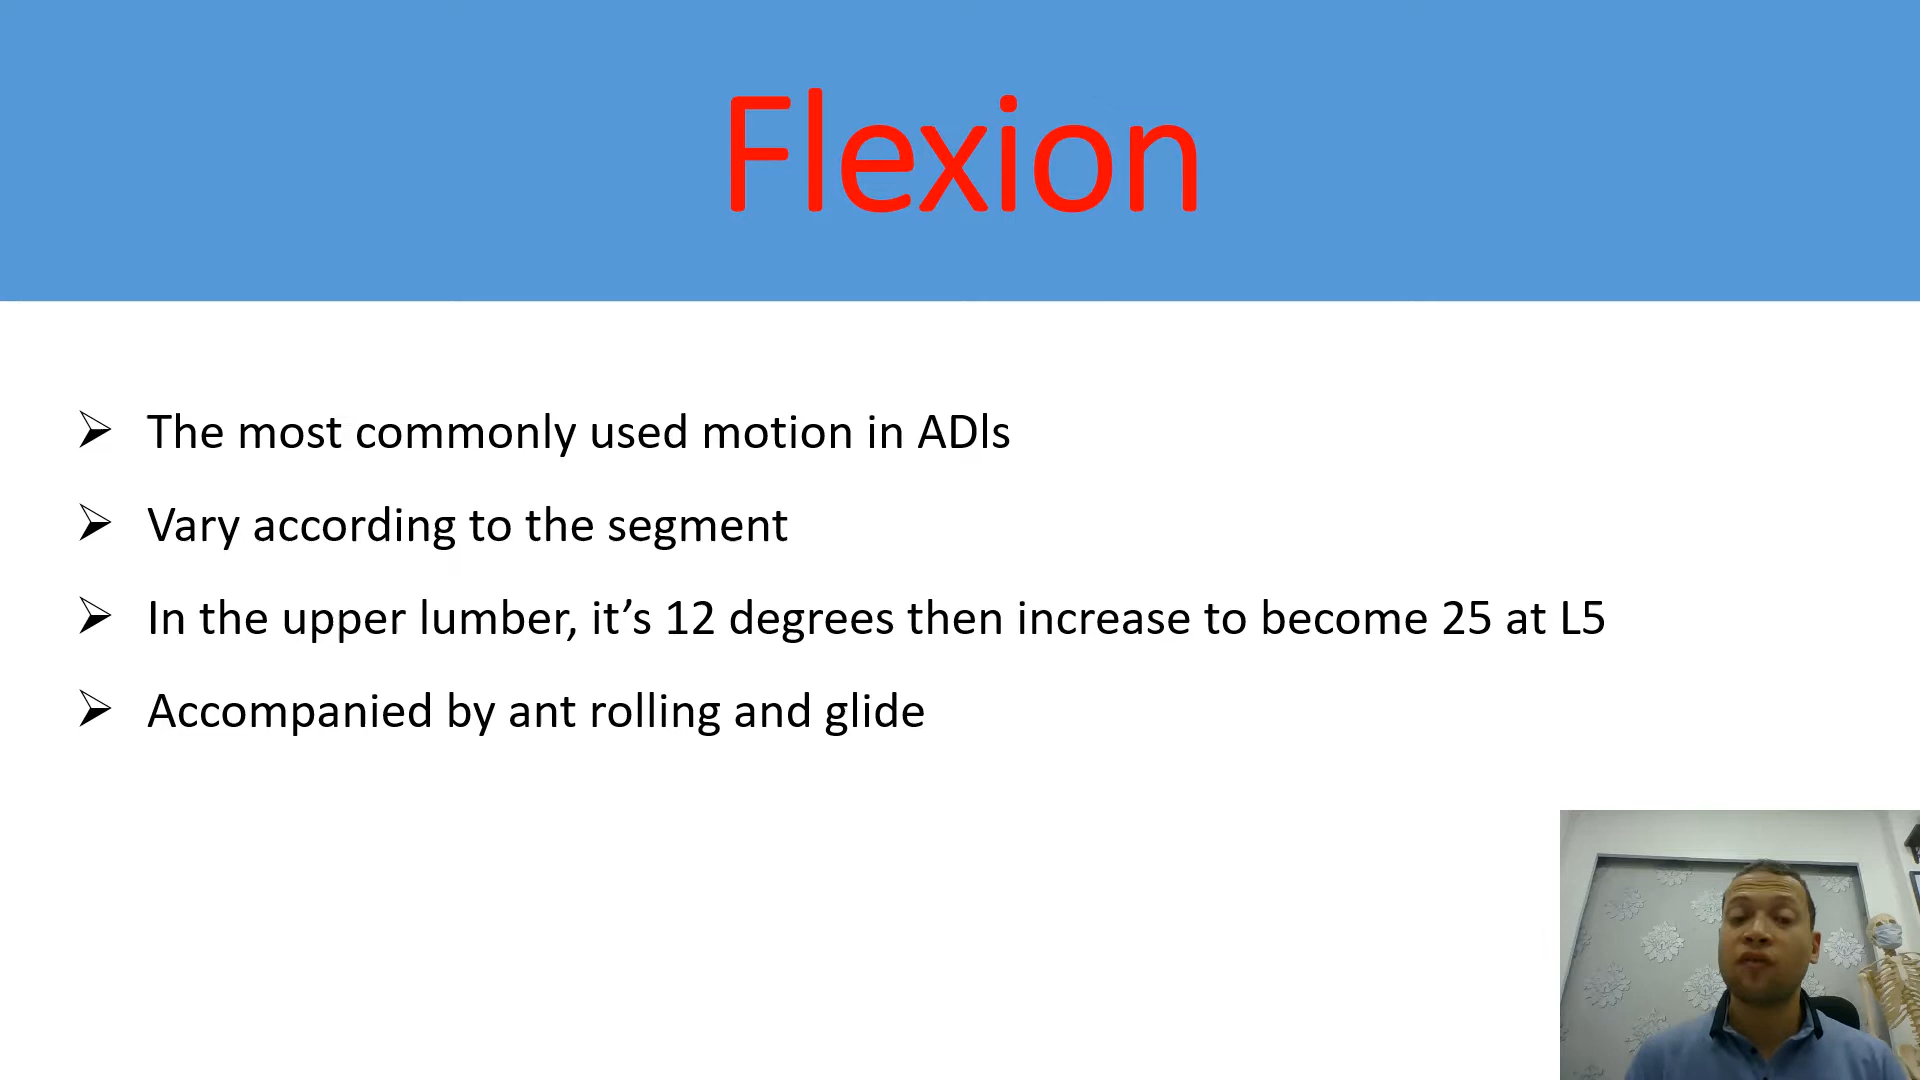 Flexion
The most commonly used motion in ADls
Vary according to the segment
In the upper lumber, it’s 12 degrees then increase to become 25 at L5
Accompanied by ant rolling and glide